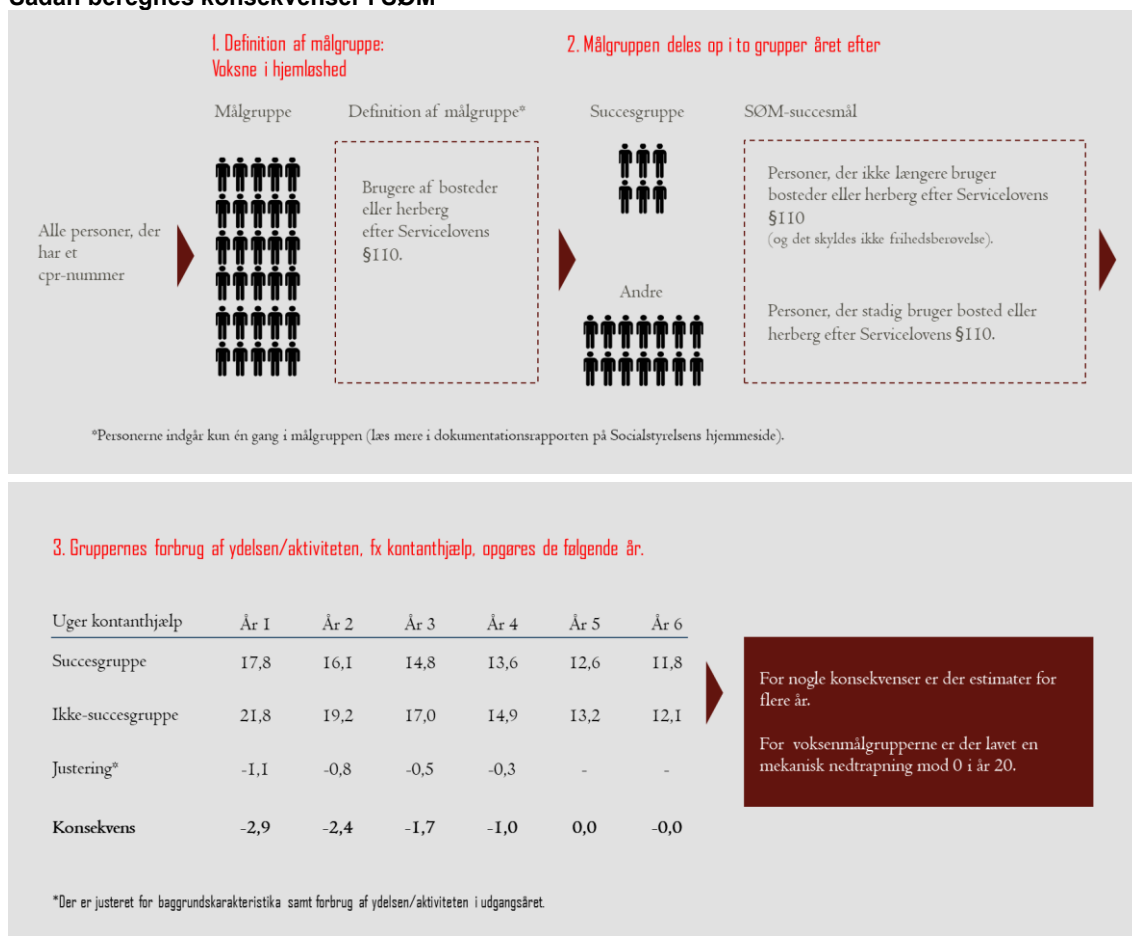 Sådan beregnes konsekvenser i SØM
1. Definition af målgruppe:
Voksne i hjemløshed
2. Målgruppen deles op i to grupper året efter
Målgruppe
Definition af målgruppe*
Succesgruppe
SØM-succesmål
Alle personer, der
har et
cpr-nummer
Brugere af bosteder
eller herberg
efter Servicelovens
§110.
Personer, der ikke længere bruger
bosteder eller herberg efter Servicelovens
§110
(og det skyldes ikke frihedsberøvelse).
Andre
Personer, der stadig bruger bosted eller
herberg efter Servicelovens §110.
*Personerne indgår kun én gang i målgruppen (læs mere i dokumentationsrapporten på Socialstyrelsens hjemmeside).
3. Gruppernes forbrug af ydelsen/aktiviteten, fx kontanthjælp, opgøres de følgende år.
Uger kontanthjælp År 1 År 2 År 3 År 4 År 5 År 6
Succesgruppe 17,8 16,1 14,8 13,6 12,6 11,8
Ikke-succesgruppe 21,8 19,2 17,0 14,9 13,2 12,1
Justering* -1,1 -0,8 -0,5 -0,3 - -
Konsekvens -2,9 -2,4 -1,7 -1,0 0,0 -0,0
For nogle konsekvenser er der estimater for
flere år.
For voksenmålgrupperne er der lavet en
mekanisk nedtrapning mod 0 i år 20.
*Der er justeret for baggrundskarakteristika samt forbrug af ydelsen/aktiviteten i udgangsåret.